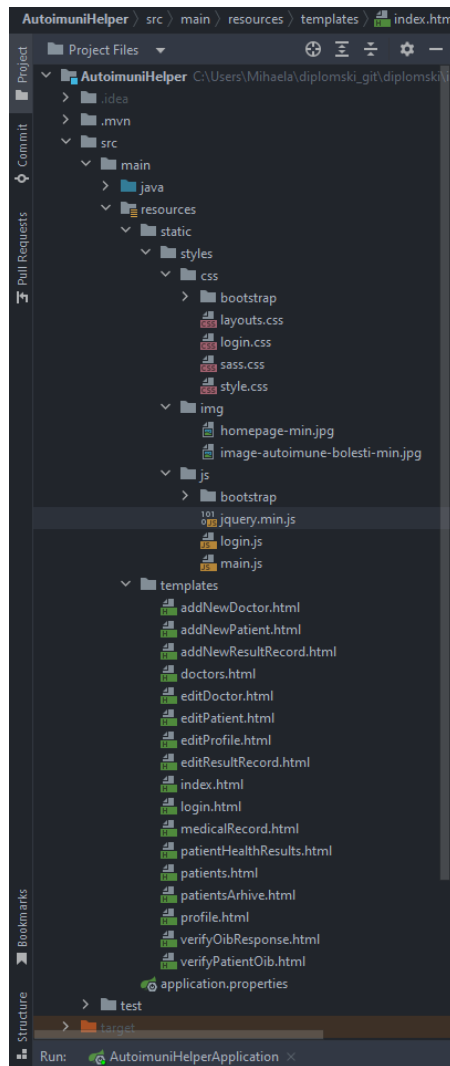 AutoimuniHelper 〉 src 〉 main 〉 resources 〉 templates 〉 index.htm
Project
Commit
Pull Requests
Bookmarks
Structure
Project Files
AutoimuniHelper C:\Users\Mihaela\diplomski_git\diplomski\i
.idea
.mvn
src
main
java
resources
static
styles
css
bootstrap
layouts.css
login.css
sass.css
style.css
img
homepage-min.jpg
image-autoimune-bolesti-min.jpg
js
bootstrap
jquery.min.js
login.js
main.js
templates
addNewDoctor.html
addNewPatient.html
addNewResultRecord.html
doctors.html
editDoctor.html
editPatient.html
editProfile.html
editResultRecord.html
index.html
login.html
medicalRecord.html
patientHealthResults.html
patients.html
patientsArhive.html
profile.html
verifyOibResponse.html
verifyPatientOib.html
application.properties
test
target
Run: AutoimuniHelperApplication ×